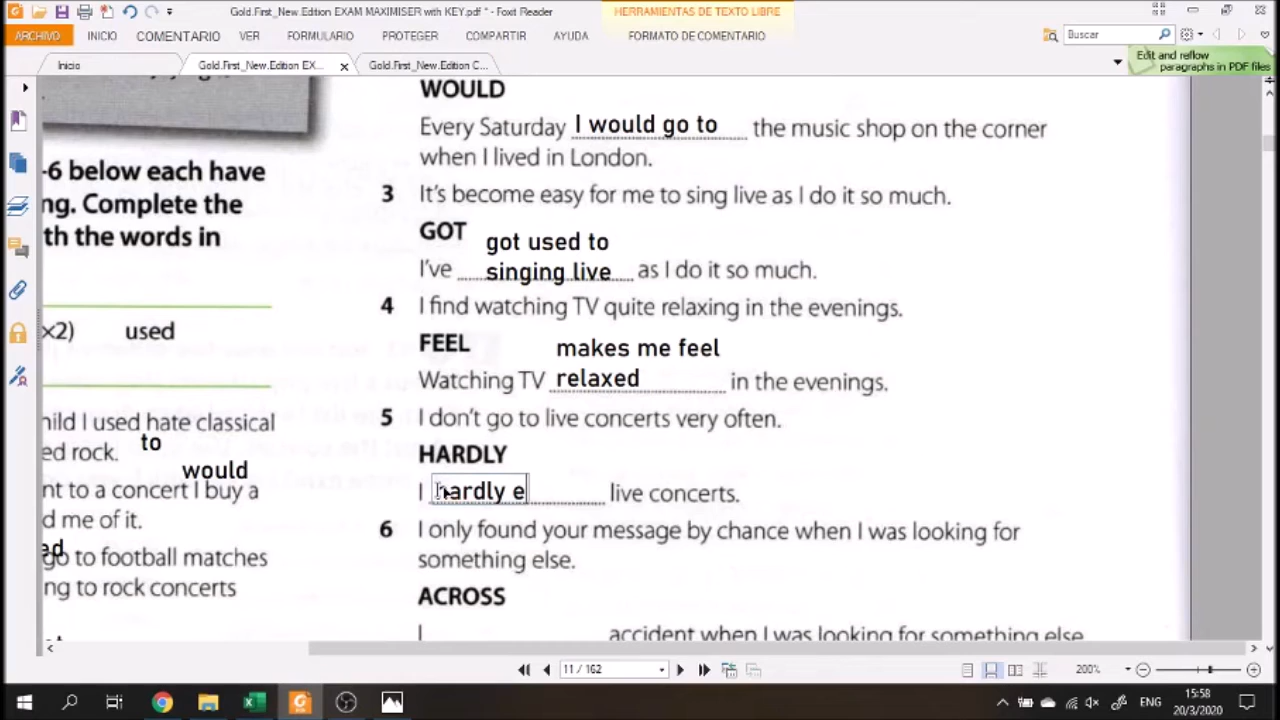 Gold.First_New.Edition EXAM MAXIMISER with KEY.pdf * - Foxit Reader
HERRAMIENTAS DE TEXTO LIBRE
ARCHIVO INICIO COMENTARIO VER FORMULARIO PROTEGER COMPARTIR AYUDA FORMATO DE COMENTARIO Buscar
Inicio Gold.First_New.Edition EX... Gold.First_New.Edition C...
Edit and reflow
paragraphs in PDF files
WOULD
Every Saturday I would go to the music shop on the corner
when I lived in London.
3 It's become easy for me to sing live as I do it so much.
GOT
got used to
I've singing live as I do it so much.
4 I find watching TV quite relaxing in the evenings.
FEEL
makes me feel
Watching TV relaxed in the evenings.
5 I don't go to live concerts very often.
HARDLY
I hardly e live concerts.
6 I only found your message by chance when I was looking for
something else.
ACROSS
I accident when I was looking for something else
-6 below each have
ng. Complete the
th the words in
×2) used
hild I used hate classical
to
ed rock.
would
nt to a concert I buy a
d me of it.
ed
go to football matches
ng to rock concerts
11 / 162
200%
ENG
15:58
20/3/2020